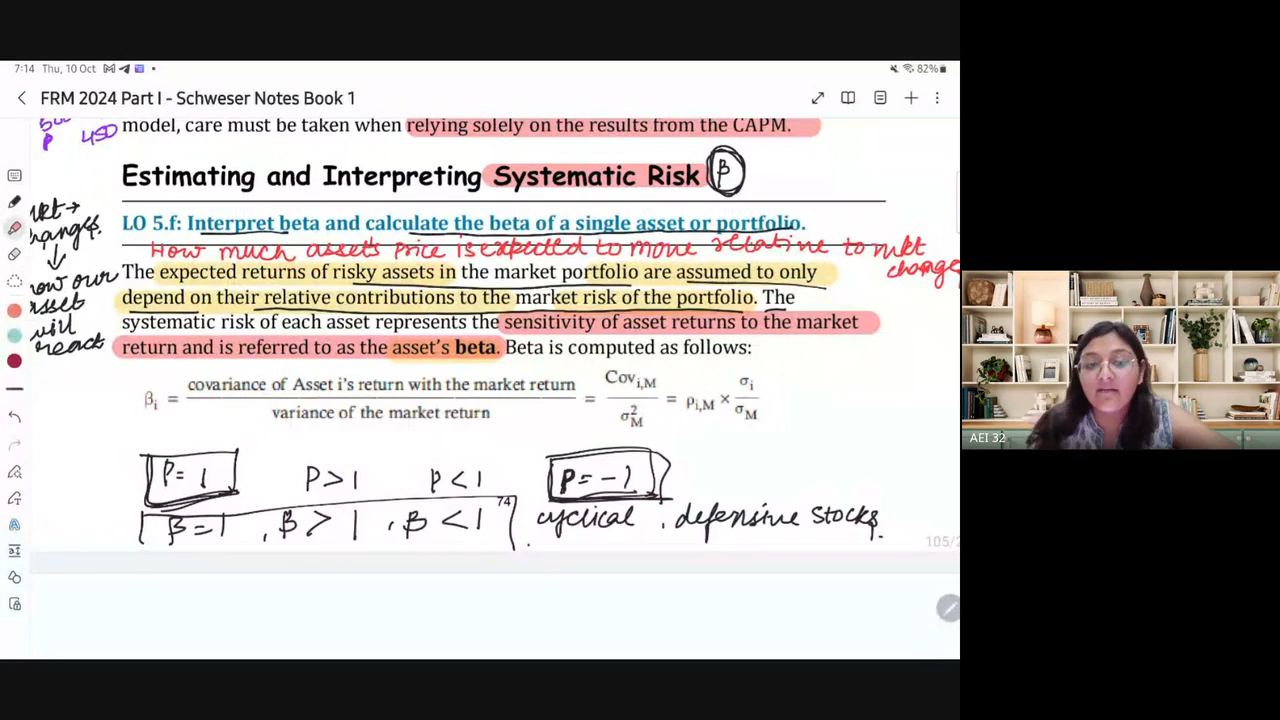 7:14 Thu, 10 Oct
82%
FRM 2024 Part I - Schweser Notes Book 1
450
model, care must be taken when relying solely on the results from the CAPM.
Estimating and Interpreting Systematic Risk β
LO 5.f: Interpret beta and calculate the beta of a single asset or portfolio.
How much assets price is expected to move relative to mkt changes
mkt →
changes.
↓
how our
asset
will
react
The expected returns of risky assets in the market portfolio are assumed to only
depend on their relative contributions to the market risk of the portfolio. The
systematic risk of each asset represents the sensitivity of asset returns to the market
return and is referred to as the asset's beta. Beta is computed as follows:
βi = covariance of Asset i's return with the market return / variance of the market return = Cov i,M / σ²M = ρi,M × σi / σM
P = 1 P > 1 P < 1 P = -1
74
β = 1 , β > 1 , β < 1 cyclical , defensive stocks.
105/2
AEI 32